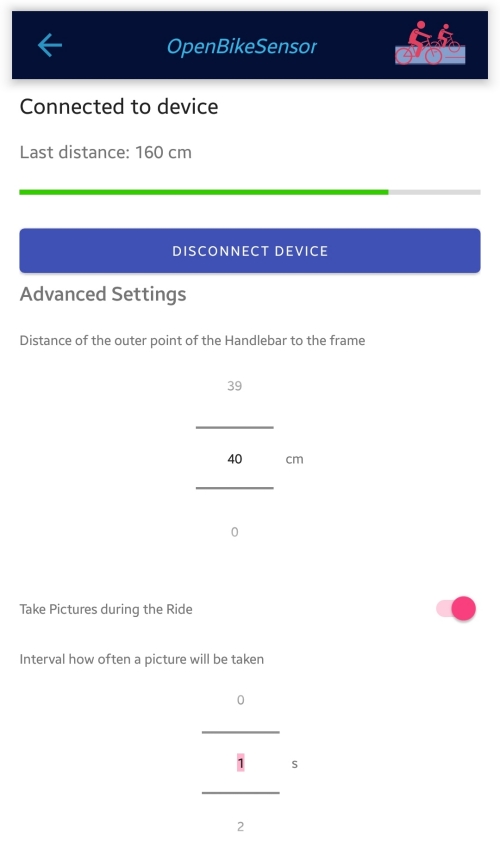 OpenBikeSensor
Connected to device
Last distance: 160 cm
DISCONNECT DEVICE
Advanced Settings
Distance of the outer point of the Handlebar to the frame
39
40 cm
0
Take Pictures during the Ride
Interval how often a picture will be taken
0
1 s
2